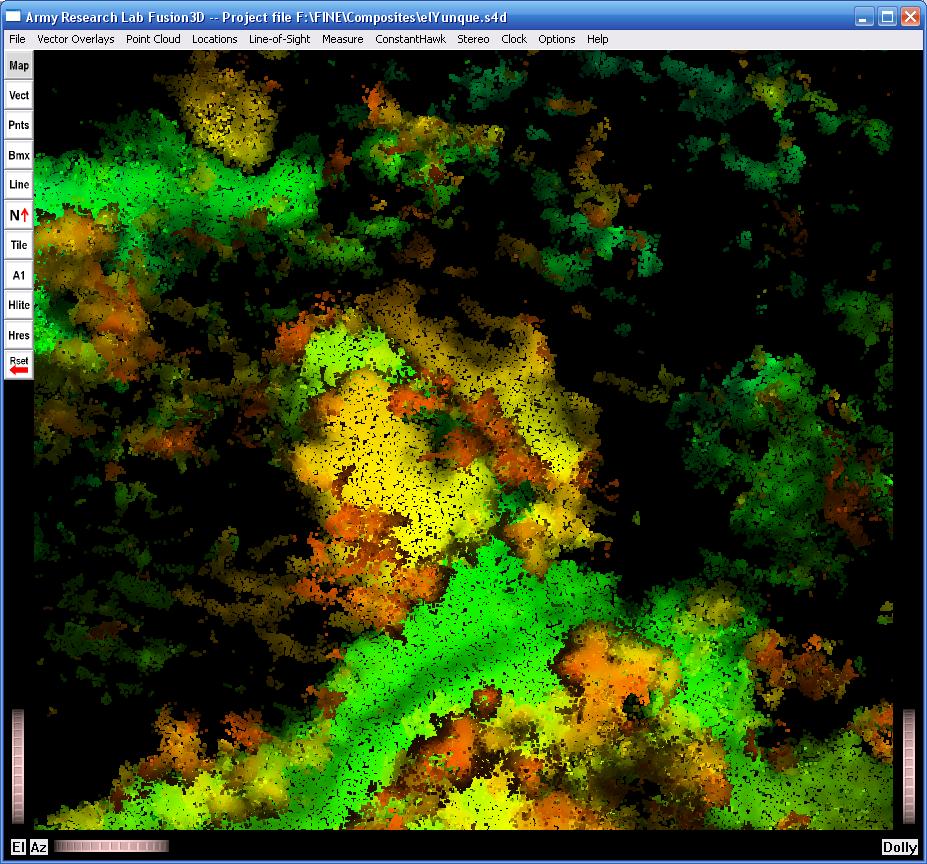 Army Research Lab Fusion3D -- Project file F:\FINE\Composites\elYunque.s4d
File Vector Overlays Point Cloud Locations Line-of-Sight Measure ConstantHawk Stereo Clock Options Help
Map
Vect
Pnts
Bmx
Line
N
Tile
A1
Hlite
Hres
Rset
El Az Dolly